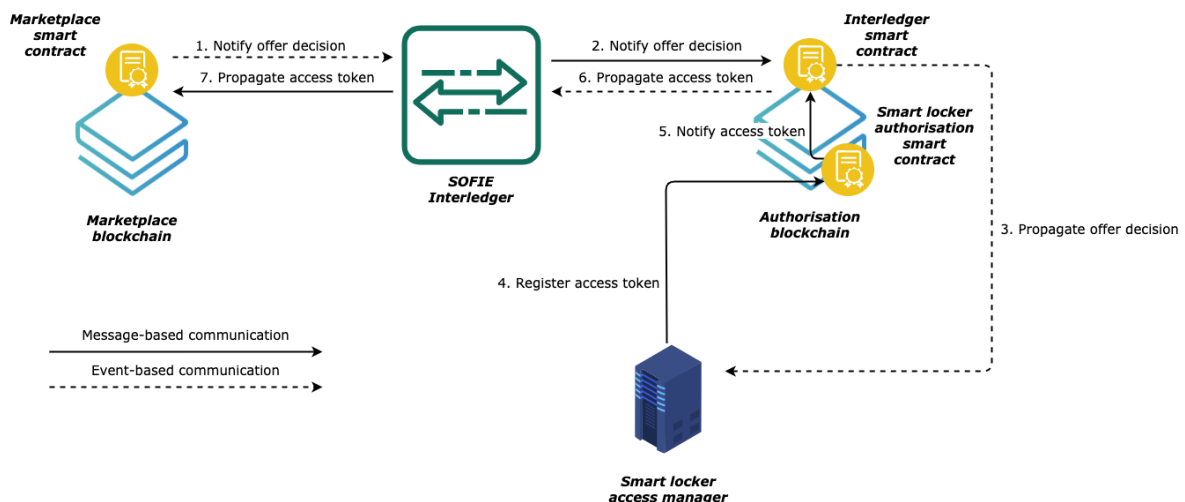 Marketplace
smart
contract
1. Notify offer decision
7. Propagate access token
2. Notify offer decision
6. Propagate access token
Interledger
smart
contract
Smart locker
authorisation
smart
contract
5. Notify access token
SOFIE
Interledger
Marketplace
blockchain
Authorisation
blockchain
3. Propagate offer decision
4. Register access token
Message-based communication
Event-based communication
Smart locker
access manager